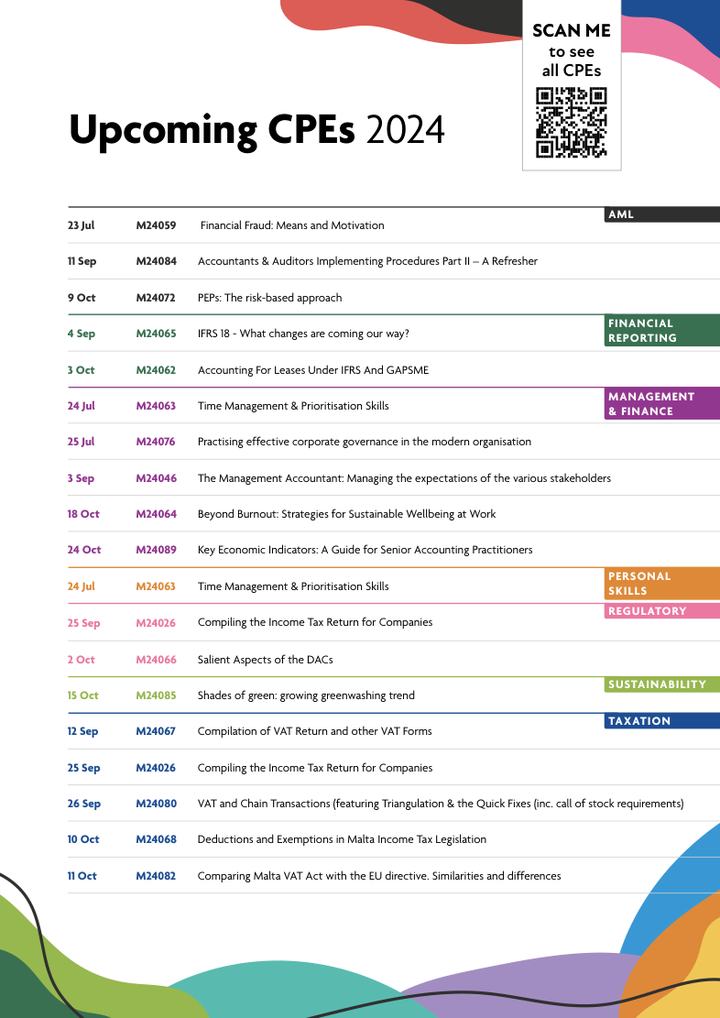 SCAN ME
to see
all CPEs
Upcoming CPEs 2024
AML
23 Jul M24059 Financial Fraud: Means and Motivation
11 Sep M24084 Accountants & Auditors Implementing Procedures Part II – A Refresher
9 Oct M24072 PEPs: The risk-based approach
FINANCIAL
REPORTING
4 Sep M24065 IFRS 18 - What changes are coming our way?
3 Oct M24062 Accounting For Leases Under IFRS And GAPSME
MANAGEMENT
& FINANCE
24 Jul M24063 Time Management & Prioritisation Skills
25 Jul M24076 Practising effective corporate governance in the modern organisation
3 Sep M24046 The Management Accountant: Managing the expectations of the various stakeholders
18 Oct M24064 Beyond Burnout: Strategies for Sustainable Wellbeing at Work
24 Oct M24089 Key Economic Indicators: A Guide for Senior Accounting Practitioners
PERSONAL
SKILLS
24 Jul M24063 Time Management & Prioritisation Skills
REGULATORY
25 Sep M24026 Compiling the Income Tax Return for Companies
2 Oct M24066 Salient Aspects of the DACs
SUSTAINABILITY
15 Oct M24085 Shades of green: growing greenwashing trend
TAXATION
12 Sep M24067 Compilation of VAT Return and other VAT Forms
25 Sep M24026 Compiling the Income Tax Return for Companies
26 Sep M24080 VAT and Chain Transactions (featuring Triangulation & the Quick Fixes (inc. call of stock requirements)
10 Oct M24068 Deductions and Exemptions in Malta Income Tax Legislation
11 Oct M24082 Comparing Malta VAT Act with the EU directive. Similarities and differences